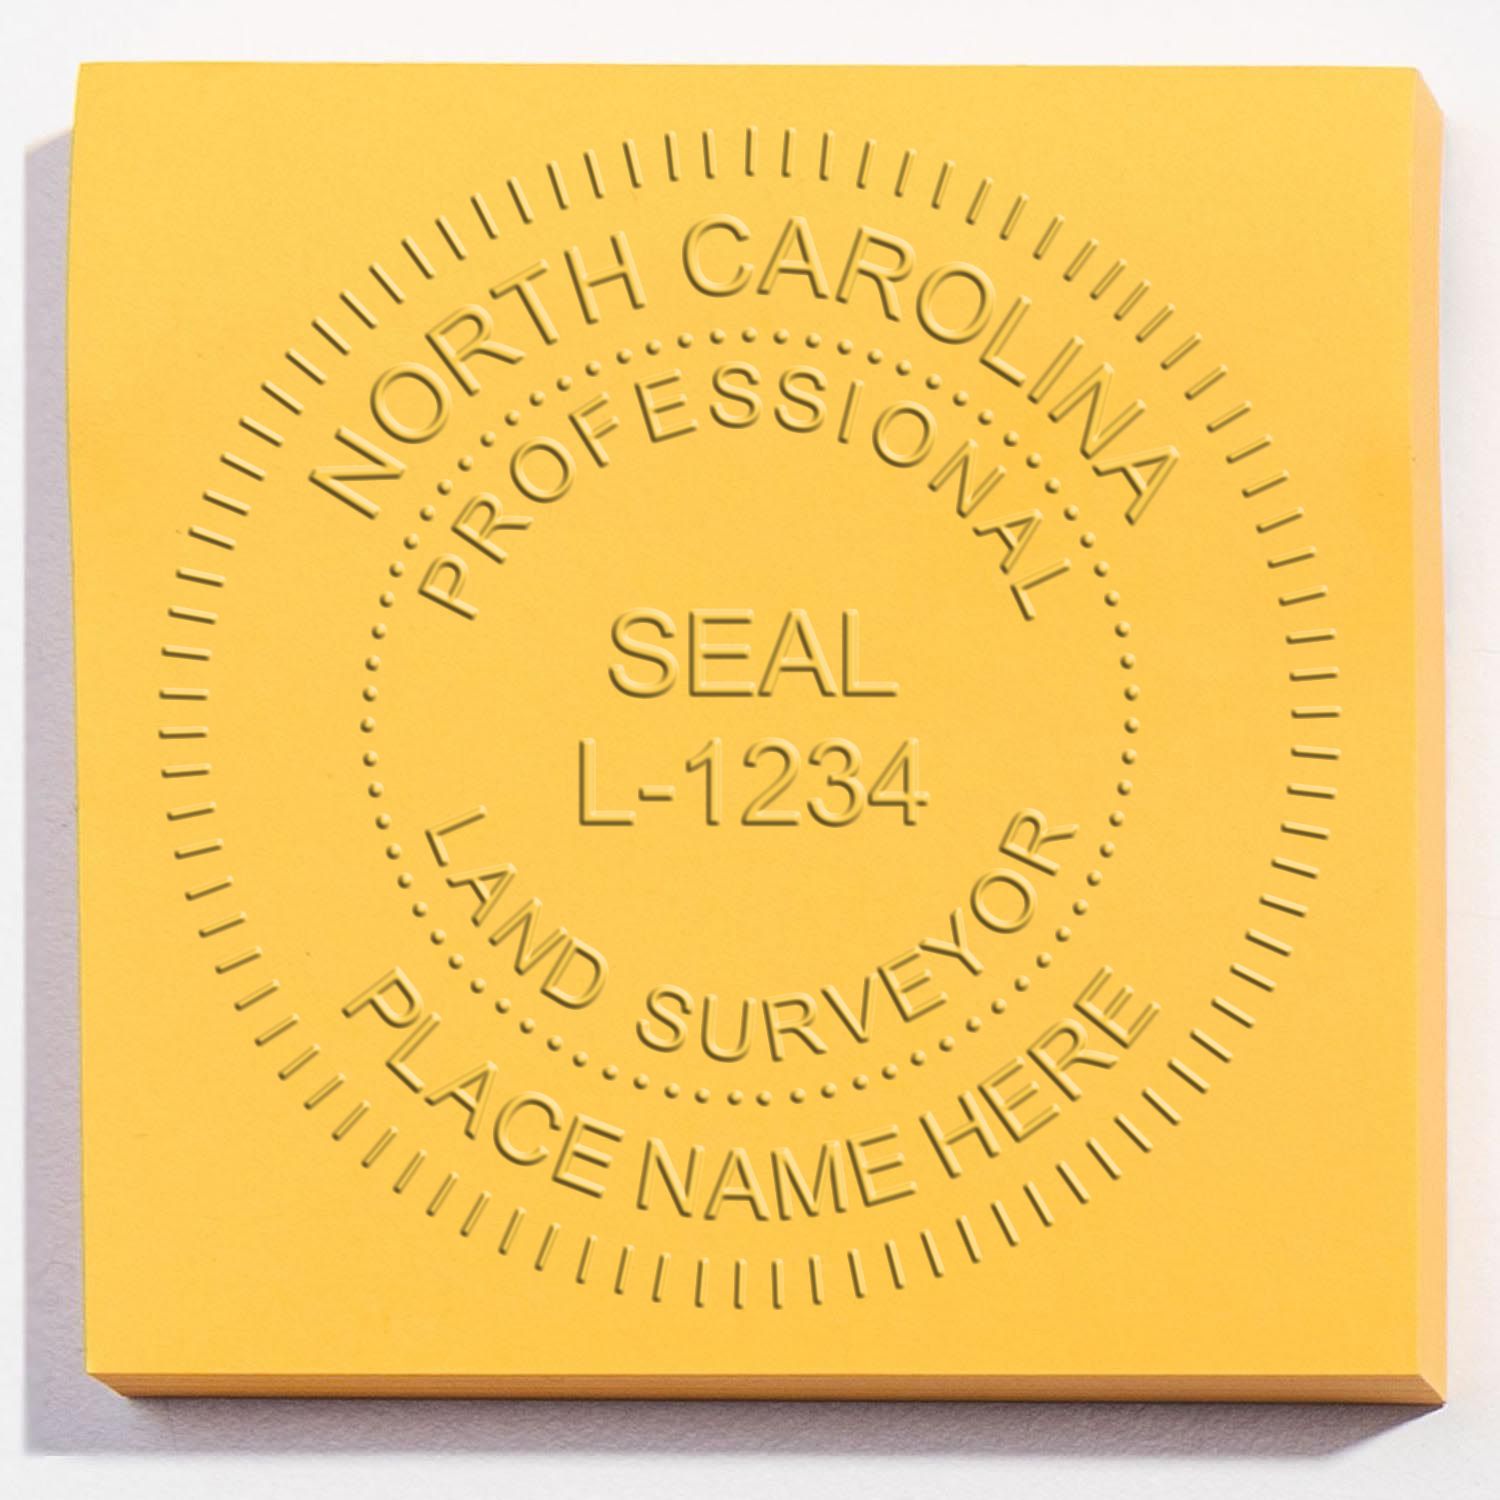 NORTH CAROLINA
PROFESSIONAL
SEAL
L-1234
LAND SURVEYOR
PLACE NAME HERE